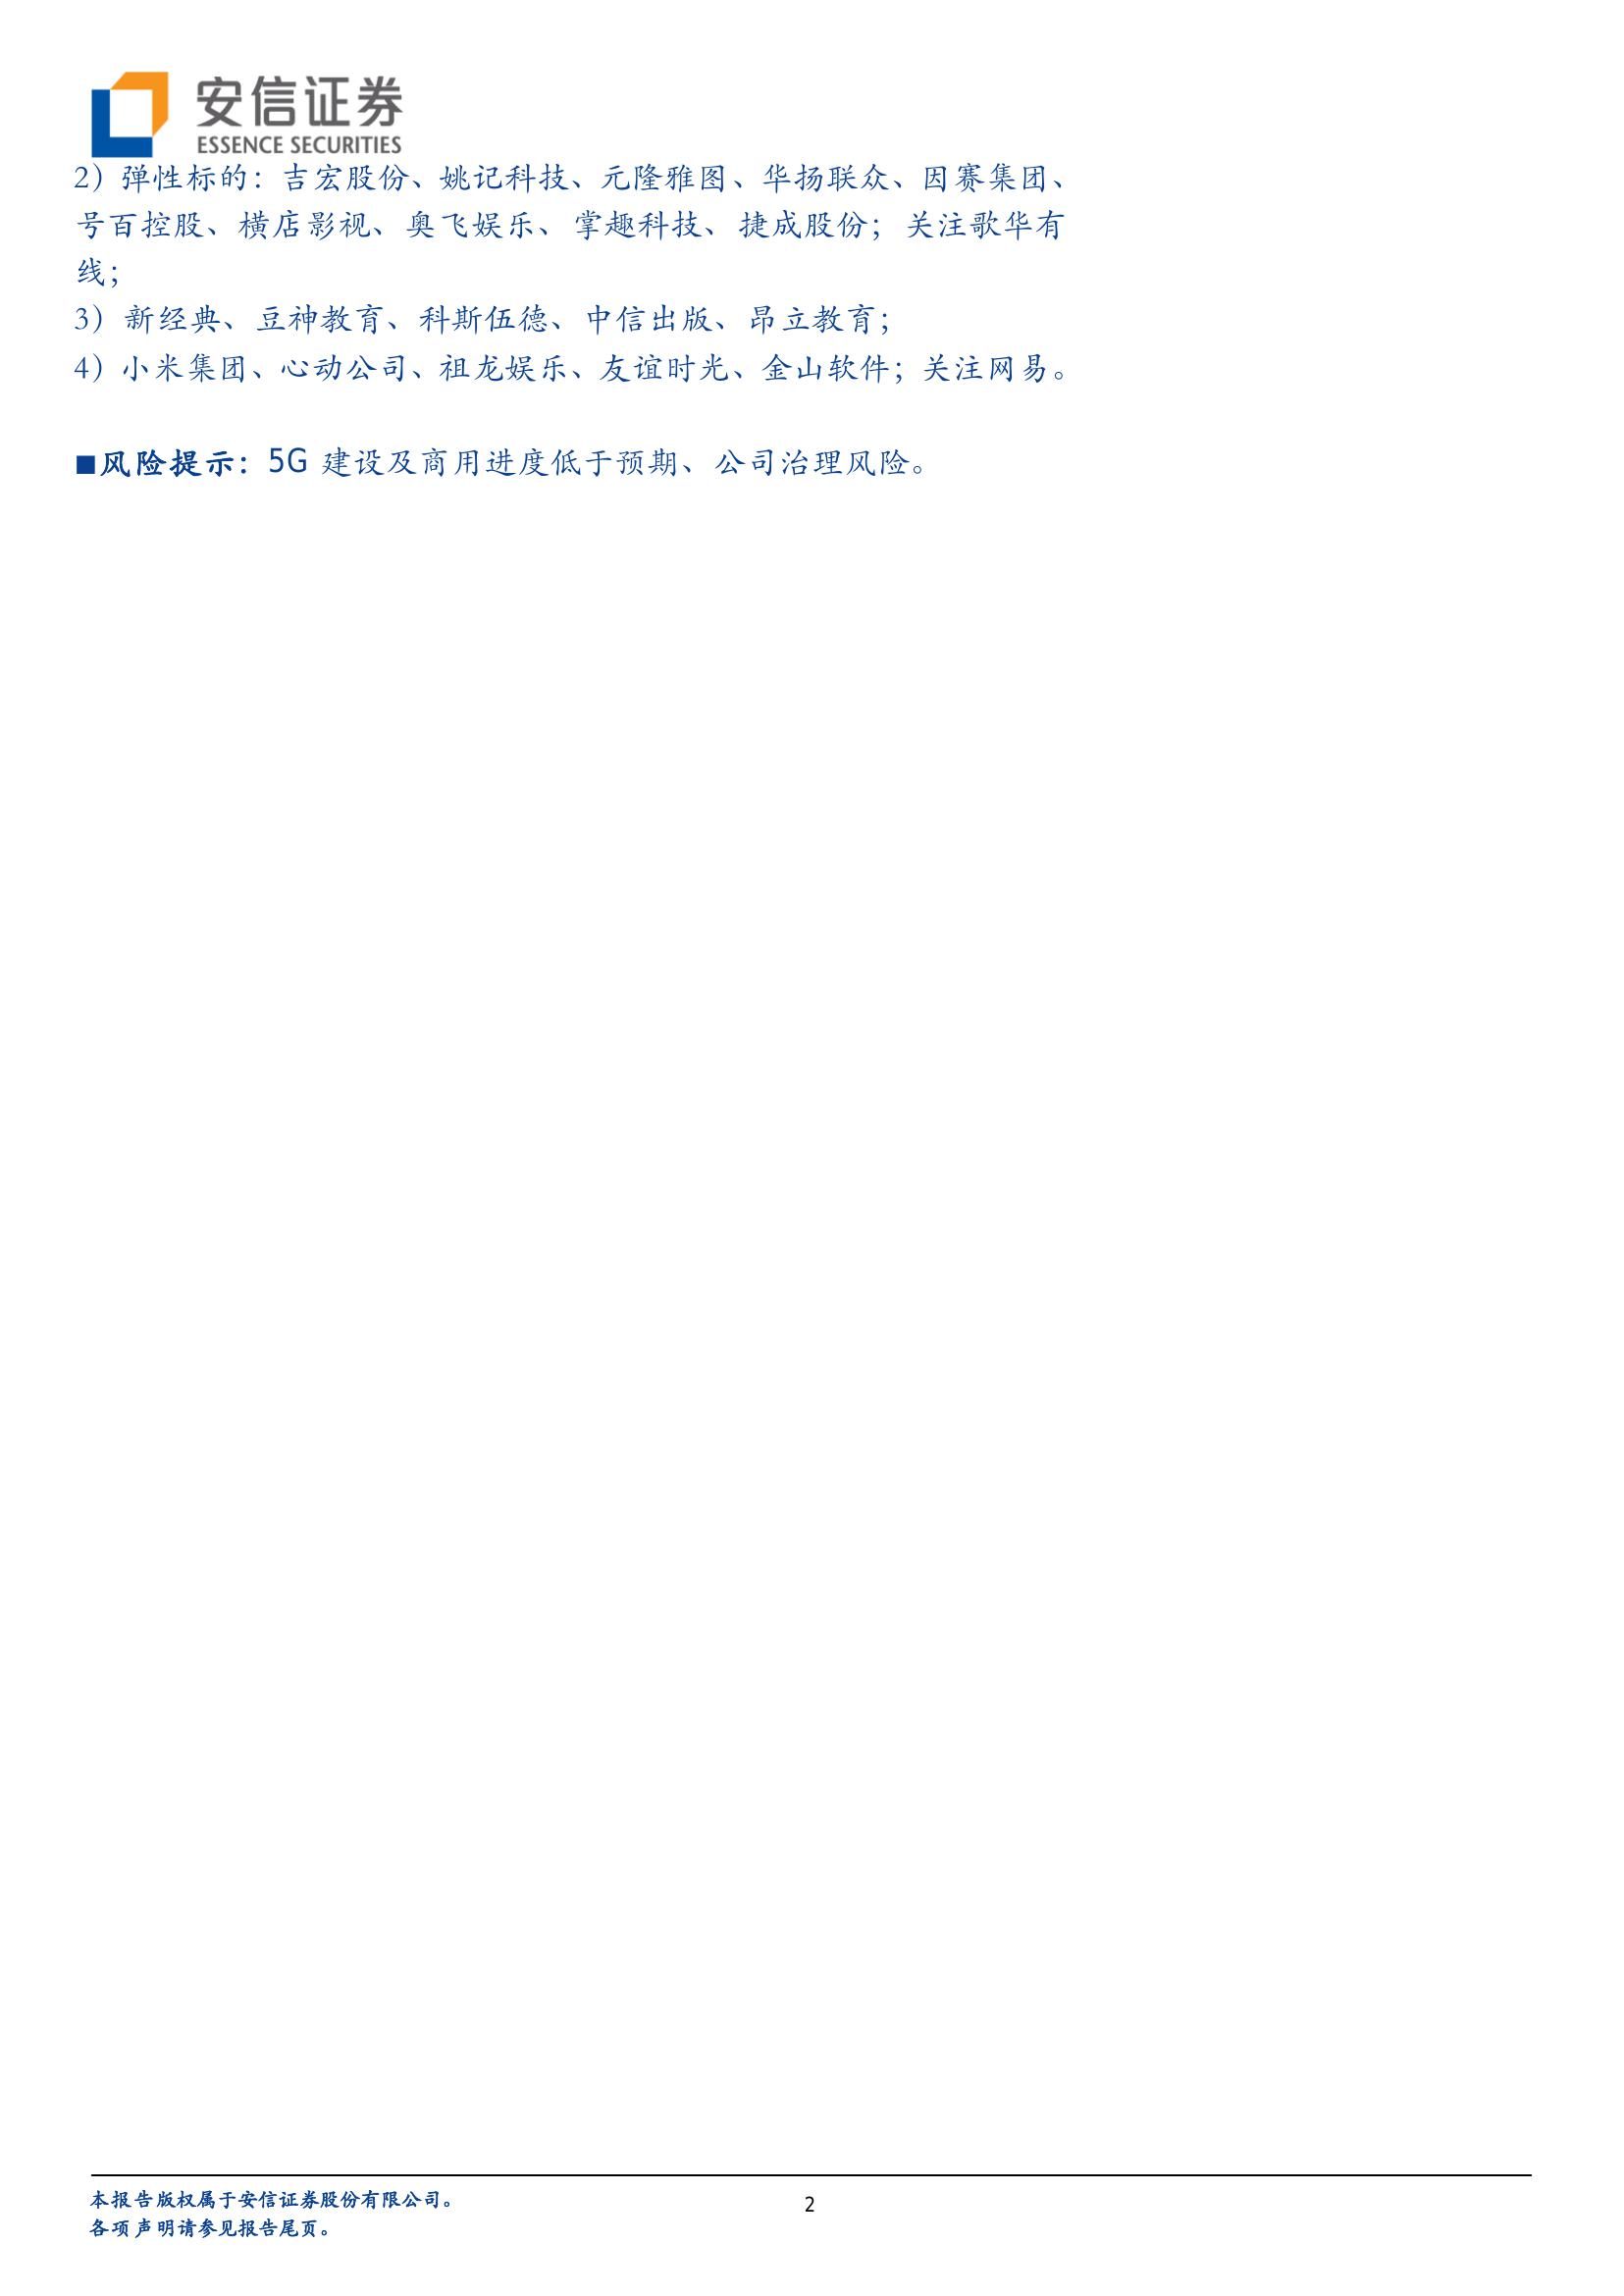 安信证券
ESSENCE SECURITIES
2）弹性标的：吉宏股份、姚记科技、元隆雅图、华扬联众、因赛集团、
号百控股、横店影视、奥飞娱乐、掌趣科技、捷成股份；关注歌华有
线；
3）新经典、豆神教育、科斯伍德、中信出版、昂立教育；
4）小米集团、心动公司、祖龙娱乐、友谊时光、金山软件；关注网易。
■风险提示：5G 建设及商用进度低于预期、公司治理风险。
本报告版权属于安信证券股份有限公司。
各项声明请参见报告尾页。
2